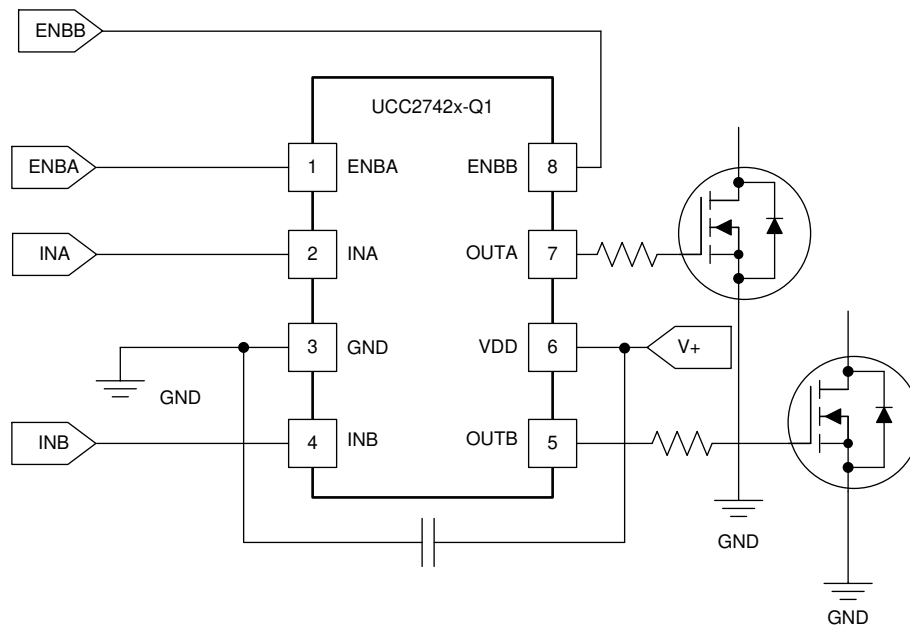 ENBB
UCC2742x-Q1
ENBA
1
ENBA
ENBB
8
INA
2
INA
OUTA
7
3
GND
VDD
6
V+
GND
INB
4
INB
OUTB
5
GND
GND